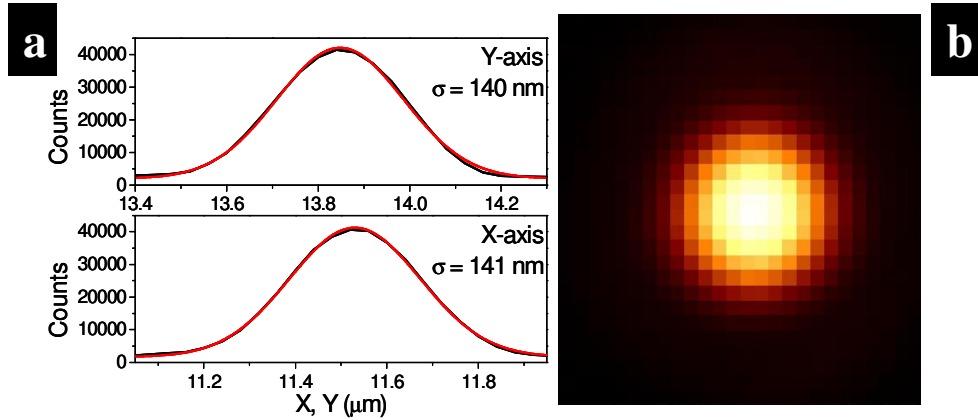 a
Counts
40000
30000
20000
10000
0
Y-axis
σ = 140 nm
13.4 13.6 13.8 14.0 14.2
Counts
40000
30000
20000
10000
0
X-axis
σ = 141 nm
11.2 11.4 11.6 11.8
X, Y (μm)
b